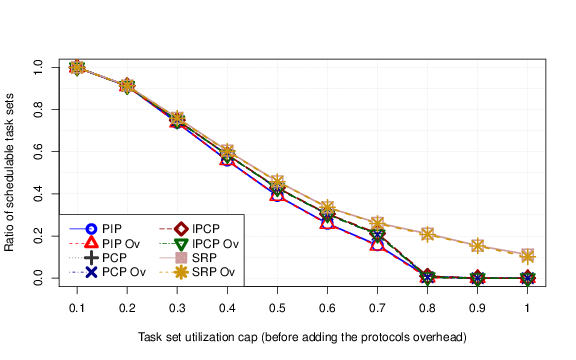 Ratio of schedulable task sets
1.0
0.8
0.6
0.4
0.2
0.0
PIP
PIP Ov
PCP
PCP Ov
IPCP
IPCP Ov
SRP
SRP Ov
0.1 0.2 0.3 0.4 0.5 0.6 0.7 0.8 0.9 1
Task set utilization cap (before adding the protocols overhead)